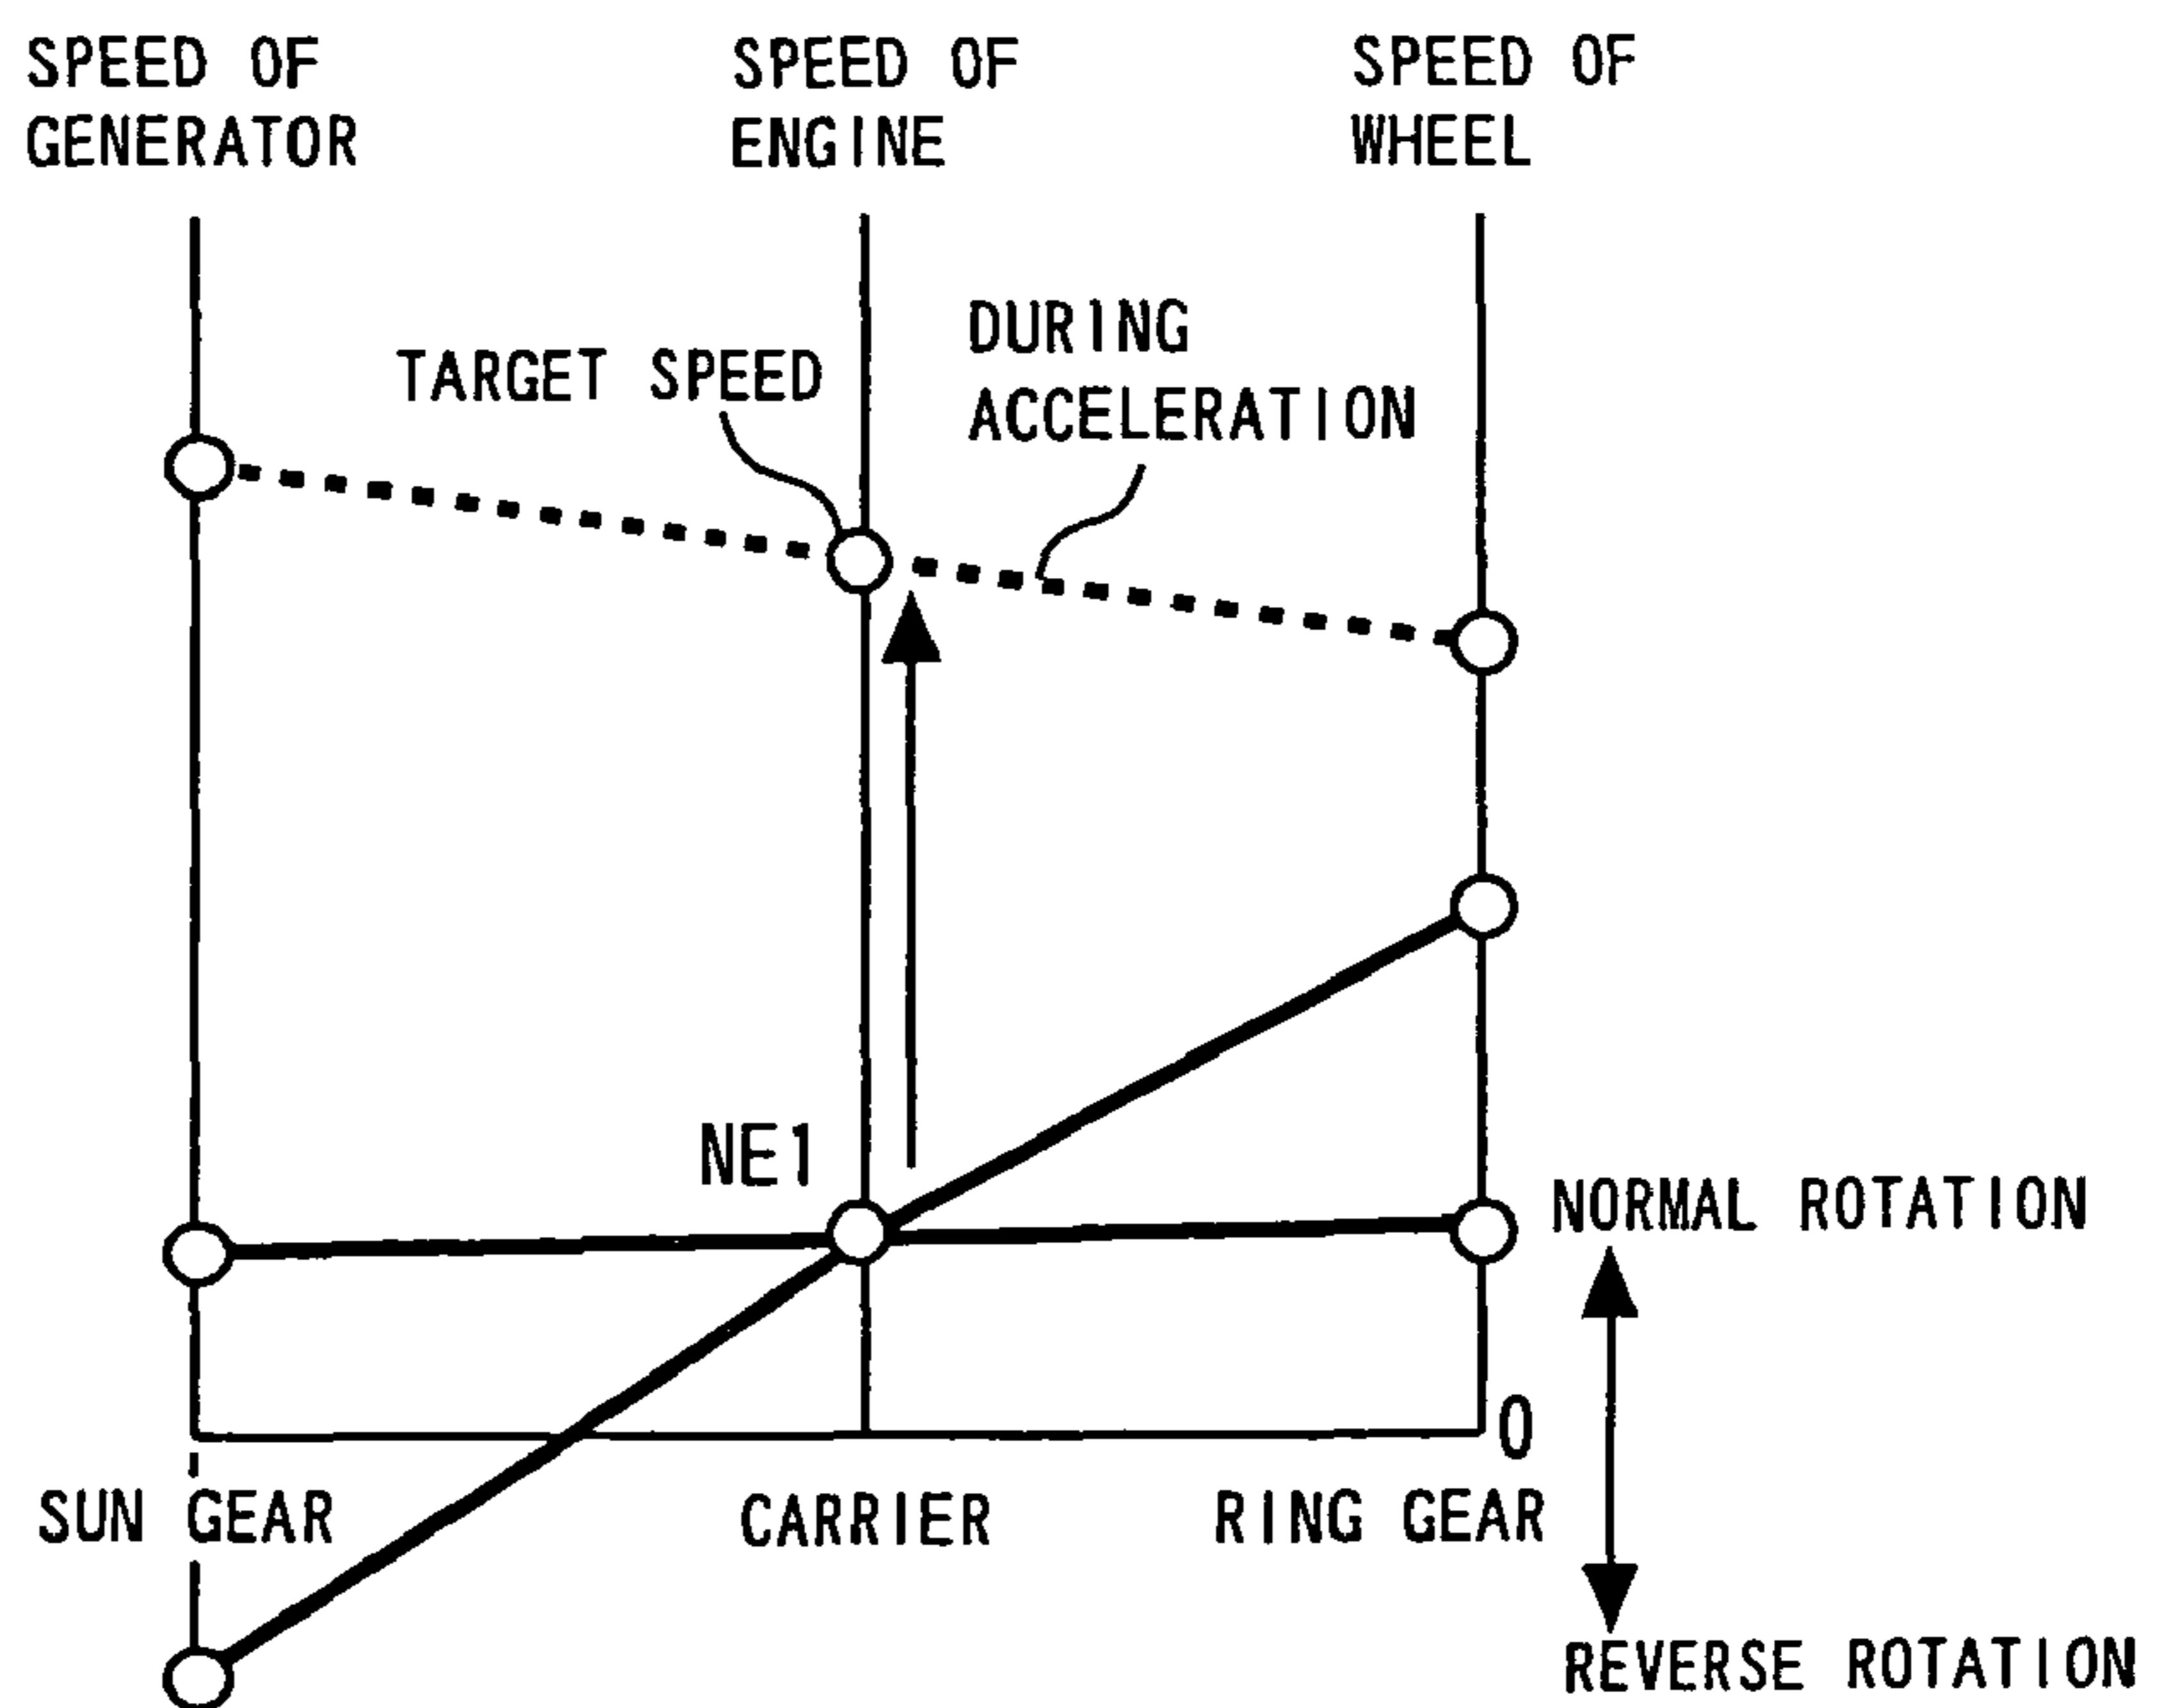 SPEED OF
GENERATOR
SPEED OF
ENGINE
SPEED OF
WHEEL
TARGET SPEED
DURING
ACCELERATION
NE1
NORMAL ROTATION
0
SUN GEAR
CARRIER
RING GEAR
REVERSE ROTATION